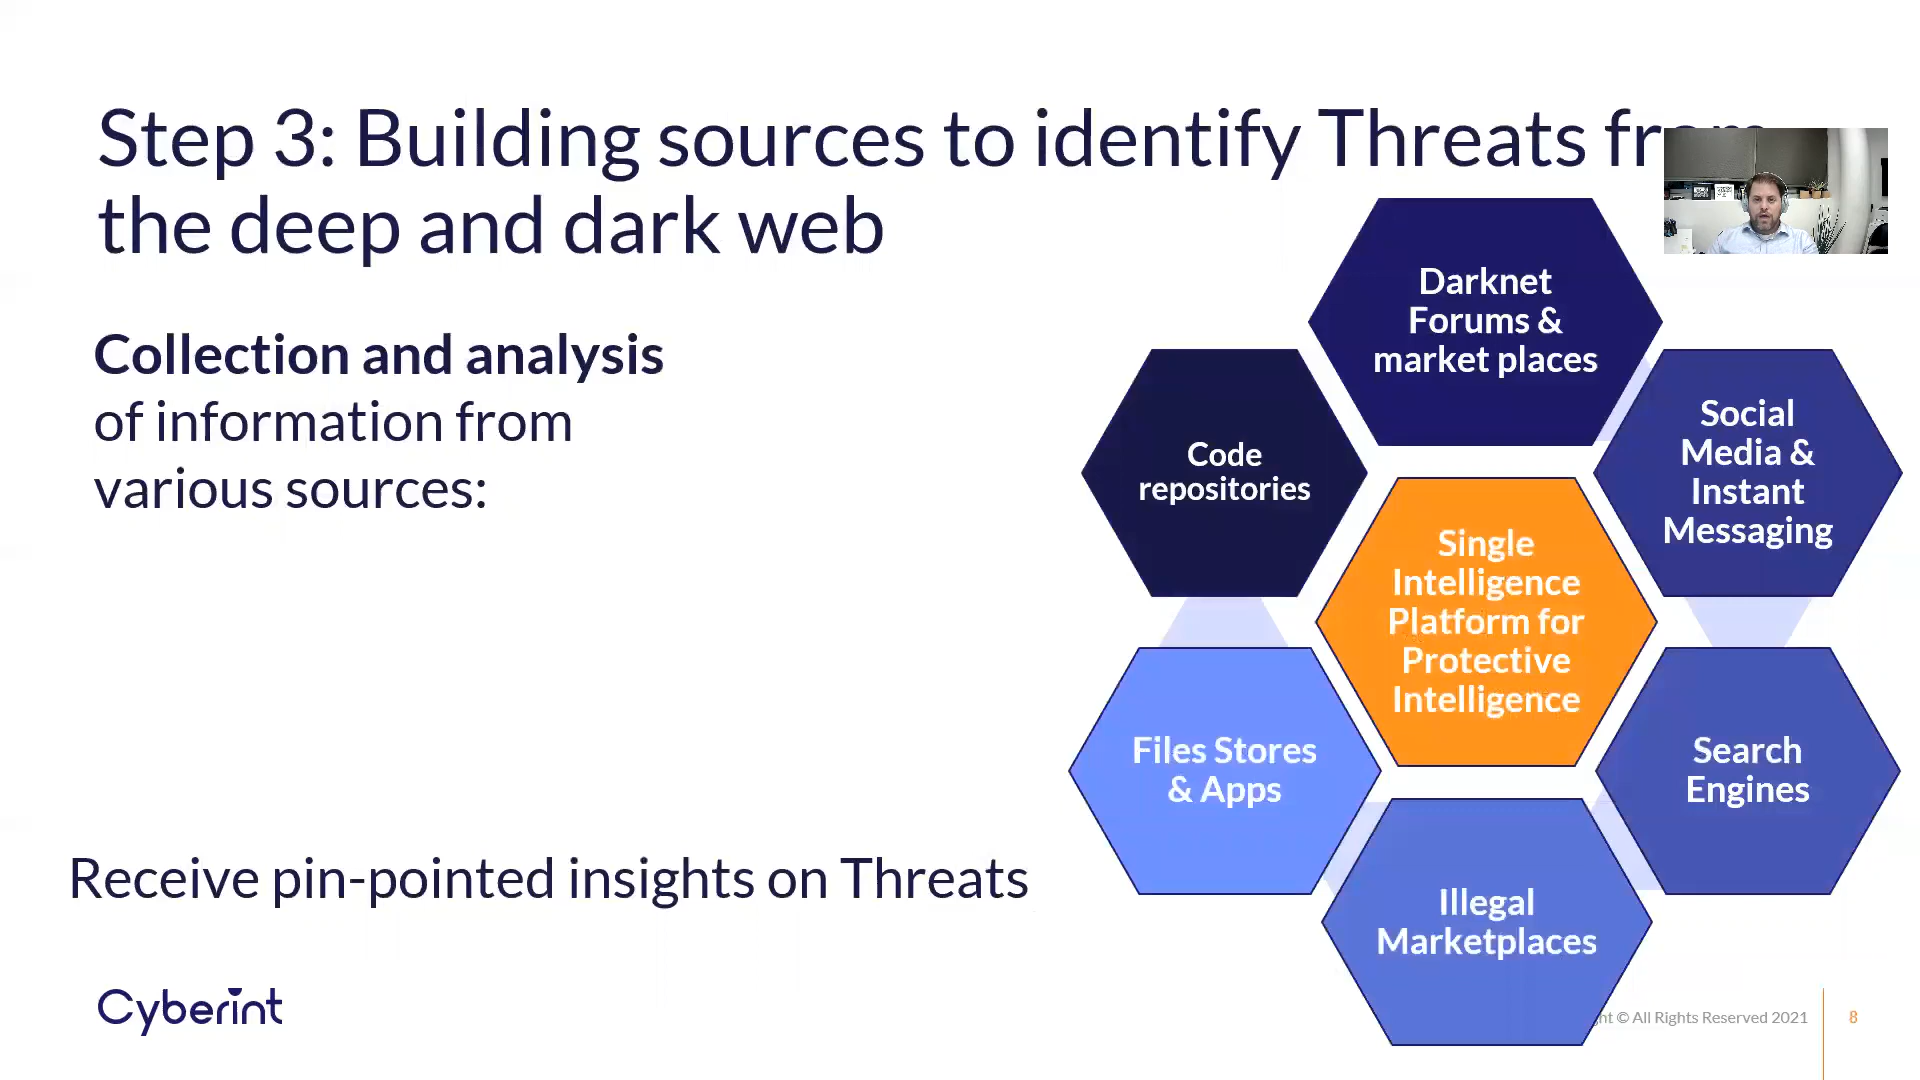 Step 3: Building sources to identify Threats from
the deep and dark web
Collection and analysis
of information from
various sources:
Darknet
Forums &
market places
Code
repositories
Social
Media &
Instant
Messaging
Single
Intelligence
Platform for
Protective
Intelligence
Files Stores
& Apps
Search
Engines
Illegal
Marketplaces
Receive pin-pointed insights on Threats
Cyberint
© All Rights Reserved 2021
8